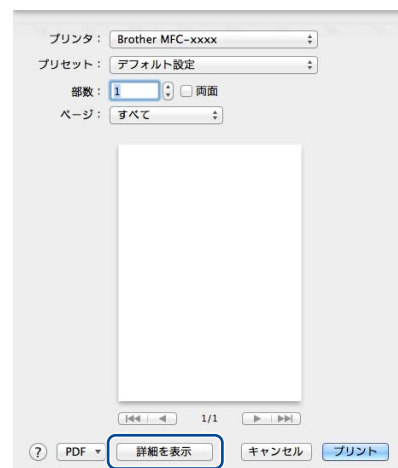 プリンタ： Brother MFC-xxxx
プリセット： デフォルト設定
部数： 1 両面
ページ： すべて
1/1
? PDF 詳細を表示 キャンセル プリント